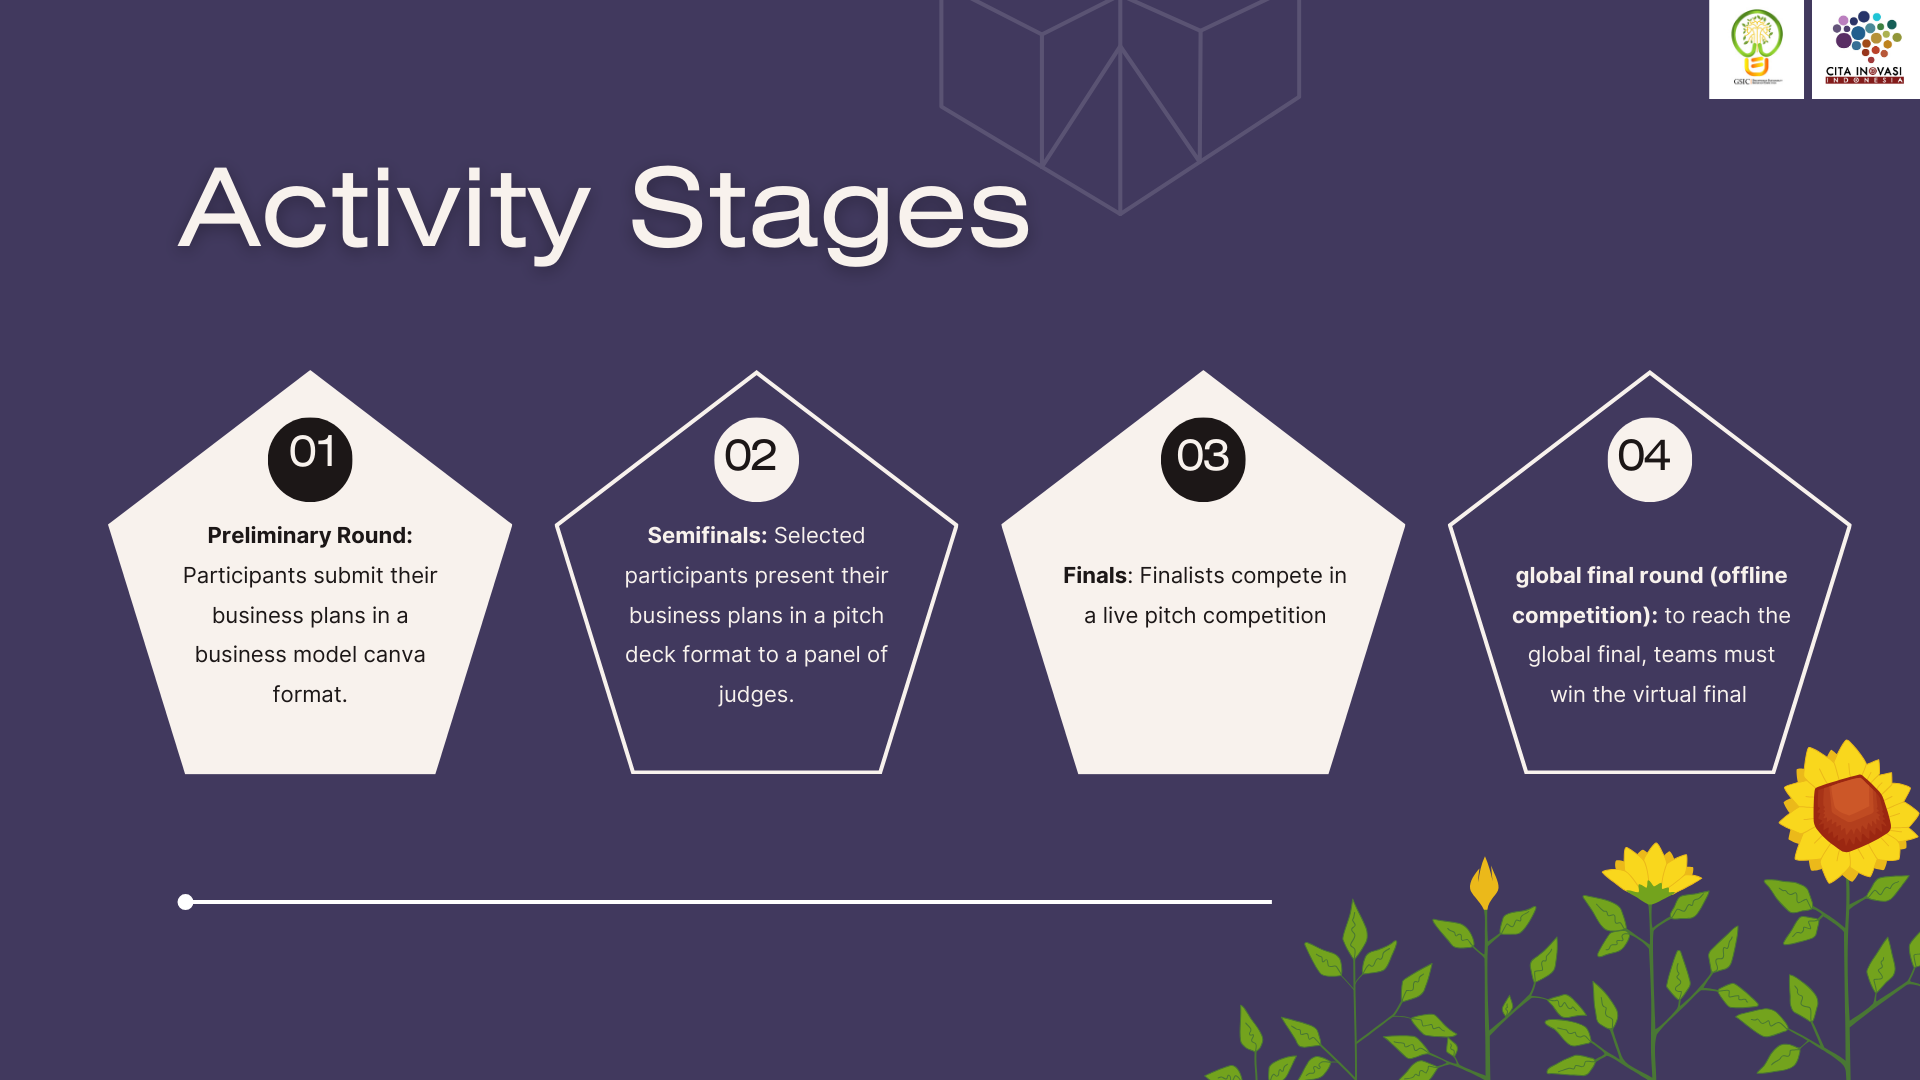 GSIC
CITA INOVASI
INDONESIA
Activity Stages
01
Preliminary Round:
Participants submit their
business plans in a
business model canva
format.
02
Semifinals: Selected
participants present their
business plans in a pitch
deck format to a panel of
judges.
03
Finals: Finalists compete in
a live pitch competition
04
global final round (offline
competition): to reach the
global final, teams must
win the virtual final